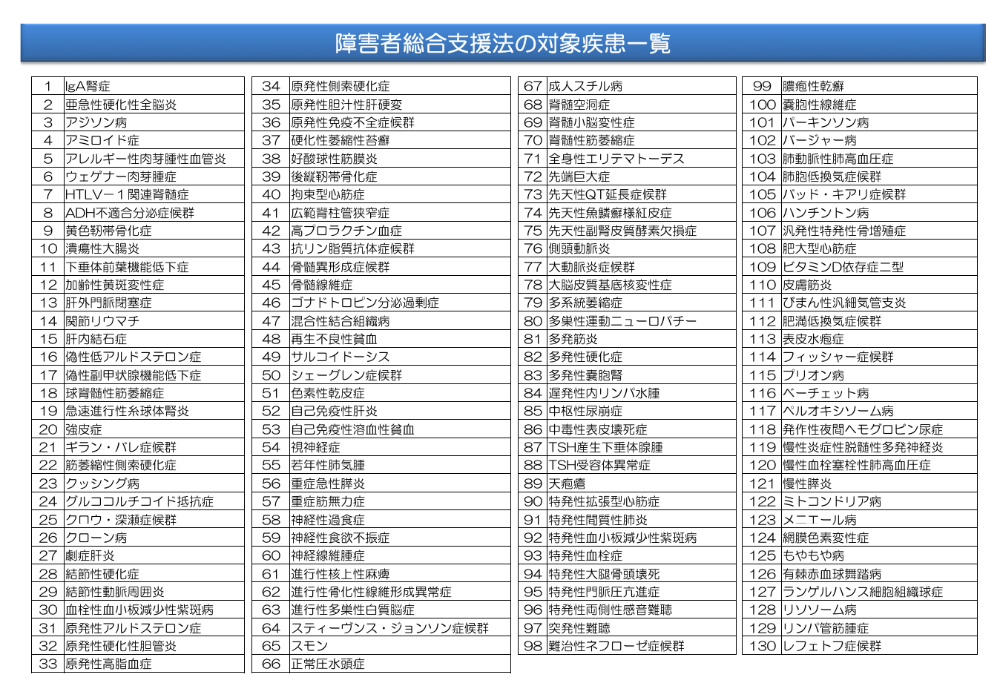 障害者総合支援法の対象疾患一覧
1 IgA腎症
2 亜急性硬化性全脳炎
3 アジソン病
4 アミロイド症
5 アレルギー性肉芽腫性血管炎
6 ウェゲナー肉芽腫症
7 HTLV－1関連脊髄症
8 ADH不適合分泌症候群
9 黄色靭帯骨化症
10 潰瘍性大腸炎
11 下垂体前葉機能低下症
12 加齢性黄斑変性症
13 肝外門脈閉塞症
14 関節リウマチ
15 肝内結石症
16 偽性低アルドステロン症
17 偽性副甲状腺機能低下症
18 球脊髄性筋萎縮症
19 急速進行性糸球体腎炎
20 強皮症
21 ギラン・バレ症候群
22 筋萎縮性側索硬化症
23 クッシング病
24 グルココルチコイド抵抗症
25 クロウ・深瀬症候群
26 クローン病
27 劇症肝炎
28 結節性硬化症
29 結節性動脈周囲炎
30 血栓性血小板減少性紫斑病
31 原発性アルドステロン症
32 原発性硬化性胆管炎
33 原発性高脂血症
34 原発性側索硬化症
35 原発性胆汁性肝硬変
36 原発性免疫不全症候群
37 硬化性萎縮性苔癬
38 好酸球性筋膜炎
39 後縦靭帯骨化症
40 拘束型心筋症
41 広範脊柱管狭窄症
42 高プロラクチン血症
43 抗リン脂質抗体症候群
44 骨髄異形成症候群
45 骨髄線維症
46 ゴナドトロピン分泌過剰症
47 混合性結合組織病
48 再生不良性貧血
49 サルコイドーシス
50 シェーグレン症候群
51 色素性乾皮症
52 自己免疫性肝炎
53 自己免疫性溶血性貧血
54 視神経症
55 若年性肺気腫
56 重症急性膵炎
57 重症筋無力症
58 神経性過食症
59 神経性食欲不振症
60 神経線維腫症
61 進行性核上性麻痺
62 進行性骨化性線維形成異常症
63 進行性多巣性白質脳症
64 スティーヴンス・ジョンソン症候群
65 スモン
66 正常圧水頭症
67 成人スチル病
68 脊髄空洞症
69 脊髄小脳変性症
70 脊髄性筋萎縮症
71 全身性エリテマトーデス
72 先端巨大症
73 先天性QT延長症候群
74 先天性魚鱗癬様紅皮症
75 先天性副腎皮質酵素欠損症
76 側頭動脈炎
77 大動脈炎症候群
78 大脳皮質基底核変性症
79 多系統萎縮症
80 多巣性運動ニューロパチー
81 多発筋炎
82 多発性硬化症
83 多発性嚢胞腎
84 遅発性内リンパ水腫
85 中枢性尿崩症
86 中毒性表皮壊死症
87 TSH産生下垂体腺腫
88 TSH受容体異常症
89 天疱瘡
90 特発性拡張型心筋症
91 特発性間質性肺炎
92 特発性血小板減少性紫斑病
93 特発性血栓症
94 特発性大腿骨頭壊死
95 特発性門脈圧亢進症
96 特発性両側性感音難聴
97 突発性難聴
98 難治性ネフローゼ症候群
99 膿疱性乾癬
100 嚢胞性線維症
101 パーキンソン病
102 バージャー病
103 肺動脈性肺高血圧症
104 肺胞低換気症候群
105 バッド・キアリ症候群
106 ハンチントン病
107 汎発性特発性骨増殖症
108 肥大型心筋症
109 ビタミンD依存症二型
110 皮膚筋炎
111 びまん性汎細気管支炎
112 肥満低換気症候群
113 表皮水疱症
114 フィッシャー症候群
115 プリオン病
116 ベーチェット病
117 ペルオキシソーム病
118 発作性夜間ヘモグロビン尿症
119 慢性炎症性脱髄性多発神経炎
120 慢性血栓塞栓性肺高血圧症
121 慢性膵炎
122 ミトコンドリア病
123 メニエール病
124 網膜色素変性症
125 もやもや病
126 有棘赤血球舞踏病
127 ランゲルハンス細胞組織球症
128 リソソーム病
129 リンパ管筋腫症
130 レフェトフ症候群